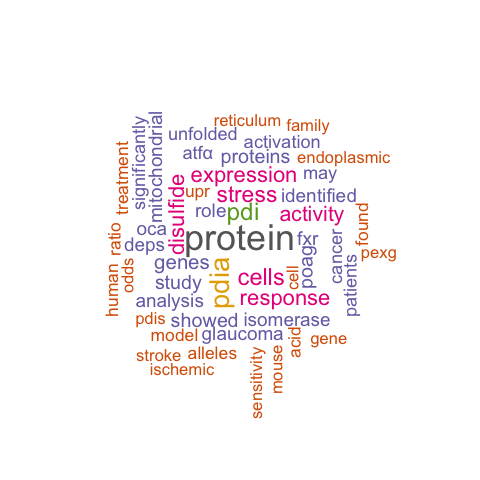 reticulum
family
unfolded
activation
atfα
proteins
endoplasmic
significantly
mitochondrial
treatment
expression
may
upr
stress
identified
disulfide
role
pdi
activity
found
oca
protein
fxr
deps
poag
cancer
pexg
human
ratio
odds
genes
pdia
cells
cell
patients
study
analysis
response
pdis
showed
isomerase
model
glaucoma
acid
gene
stroke
alleles
ischemic
sensitivity
mouse